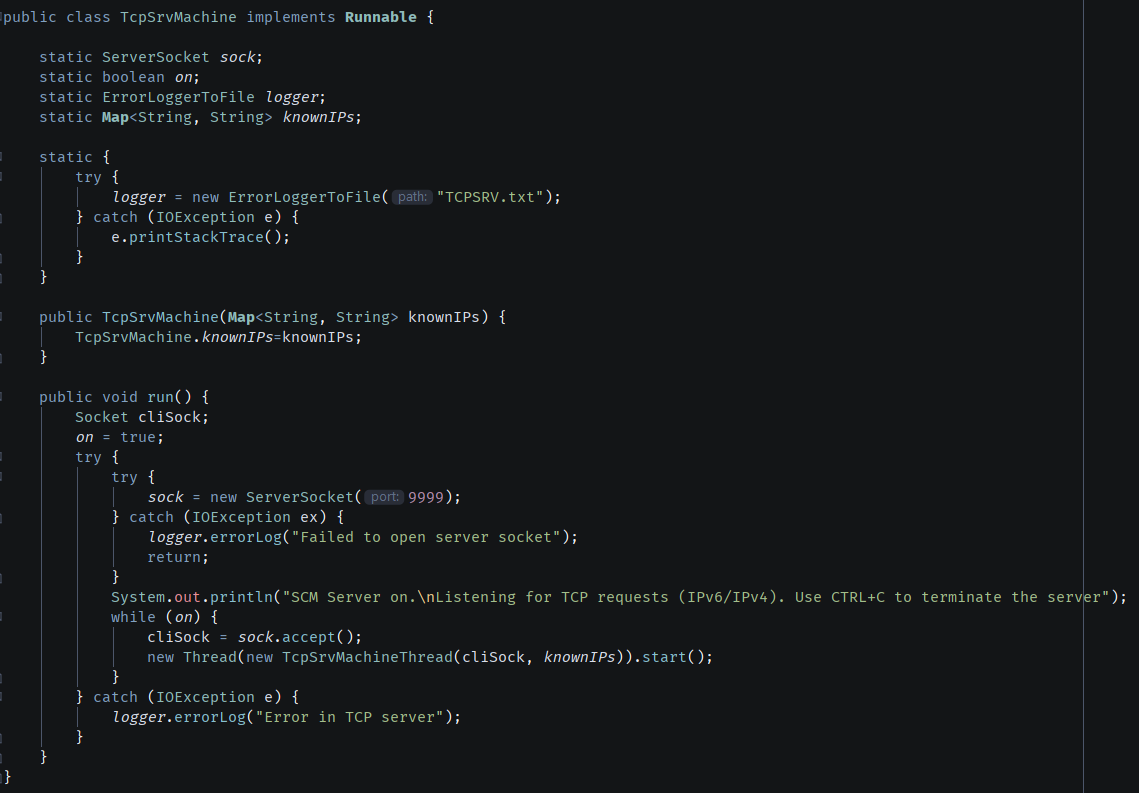 public class TcpSrvMachine implements Runnable {
static ServerSocket sock;
static boolean on;
static ErrorLoggerToFile logger;
static Map<String, String> knownIPs;
static {
try {
logger = new ErrorLoggerToFile( path: "TCPSRV.txt");
} catch (IOException e) {
e.printStackTrace();
}
}
public TcpSrvMachine(Map<String, String> knownIPs) {
TcpSrvMachine.knownIPs=knownIPs;
}
public void run() {
Socket cliSock;
on = true;
try {
try {
sock = new ServerSocket( port: 9999);
} catch (IOException ex) {
logger.errorLog("Failed to open server socket");
return;
}
System.out.println("SCM Server on.\nListening for TCP requests (IPv6/IPv4). Use CTRL+C to terminate the server");
while (on) {
cliSock = sock.accept();
new Thread(new TcpSrvMachineThread(cliSock, knownIPs)).start();
}
} catch (IOException e) {
logger.errorLog("Error in TCP server");
}
}
}